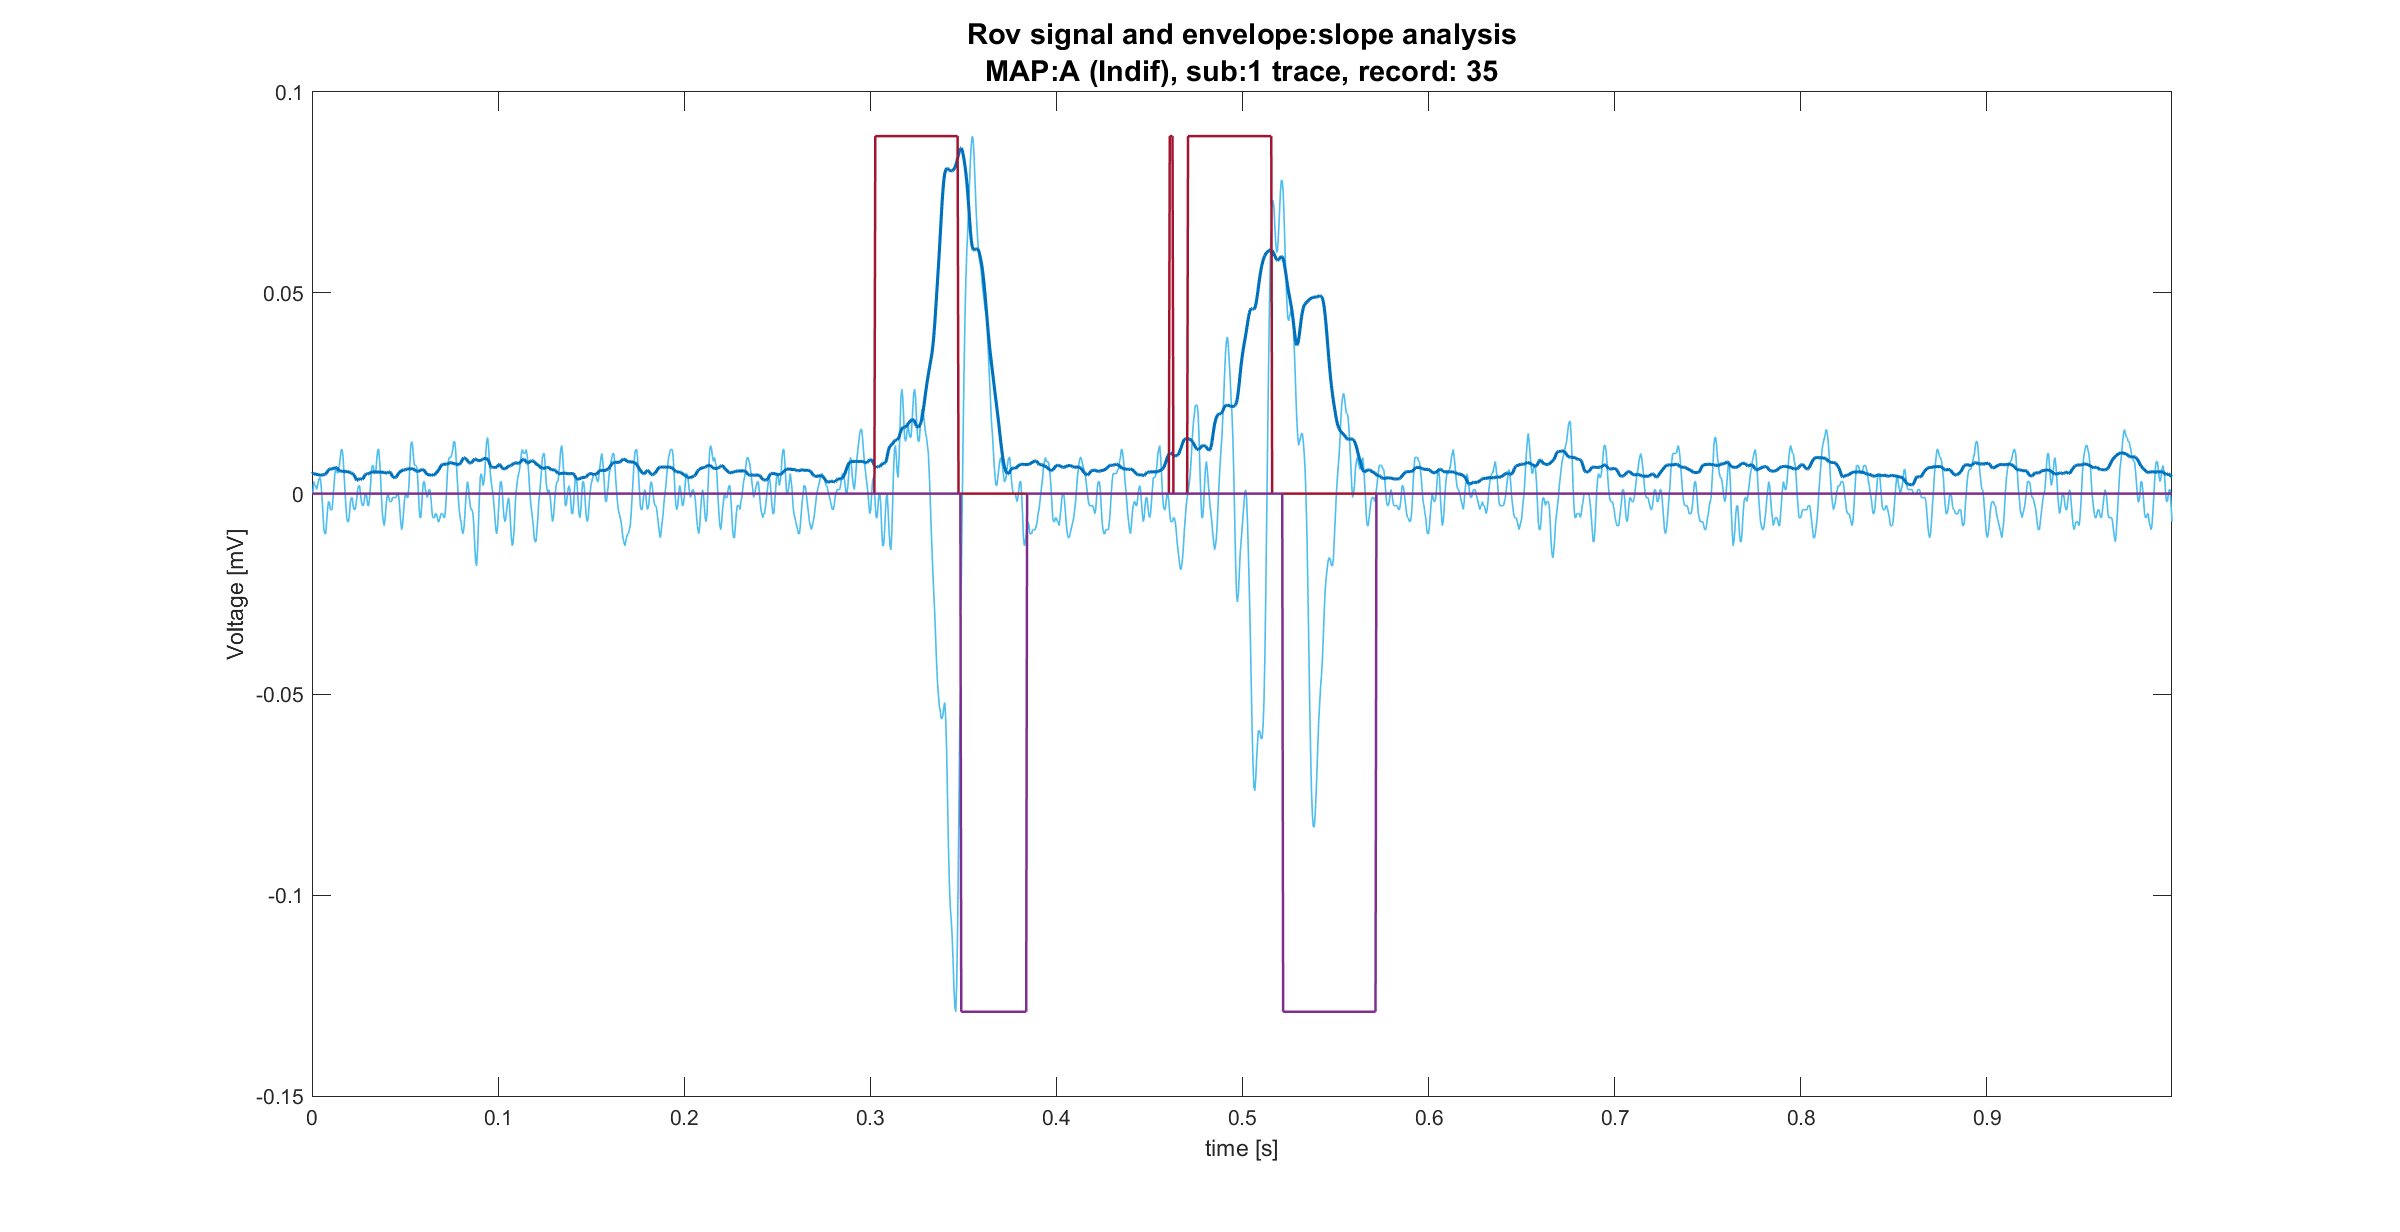 Rov signal and envelope:slope analysis
MAP:A (Indif), sub:1 trace, record: 35
0.1
0.05
0
-0.05
-0.1
-0.15
Voltage [mV]
0 0.1 0.2 0.3 0.4 0.5 0.6 0.7 0.8 0.9
time [s]